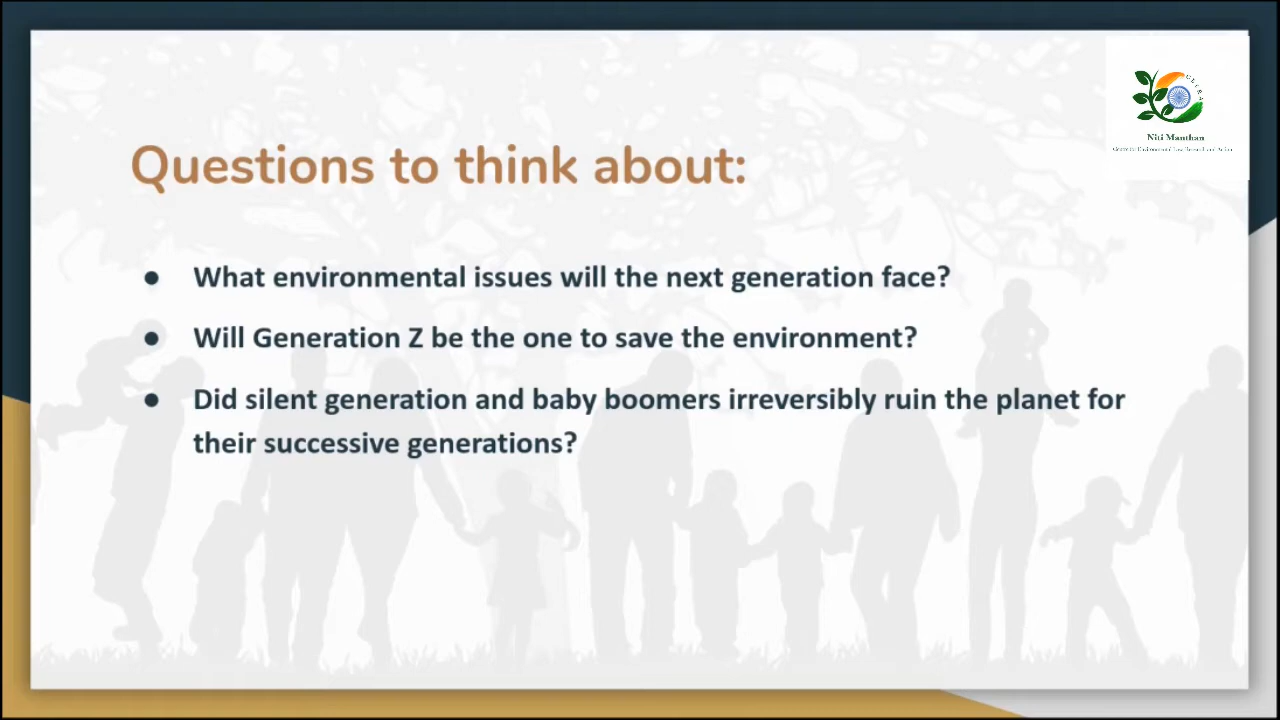 Niti Manthan
Questions to think about:
● What environmental issues will the next generation face?
● Will Generation Z be the one to save the environment?
● Did silent generation and baby boomers irreversibly ruin the planet for
their successive generations?